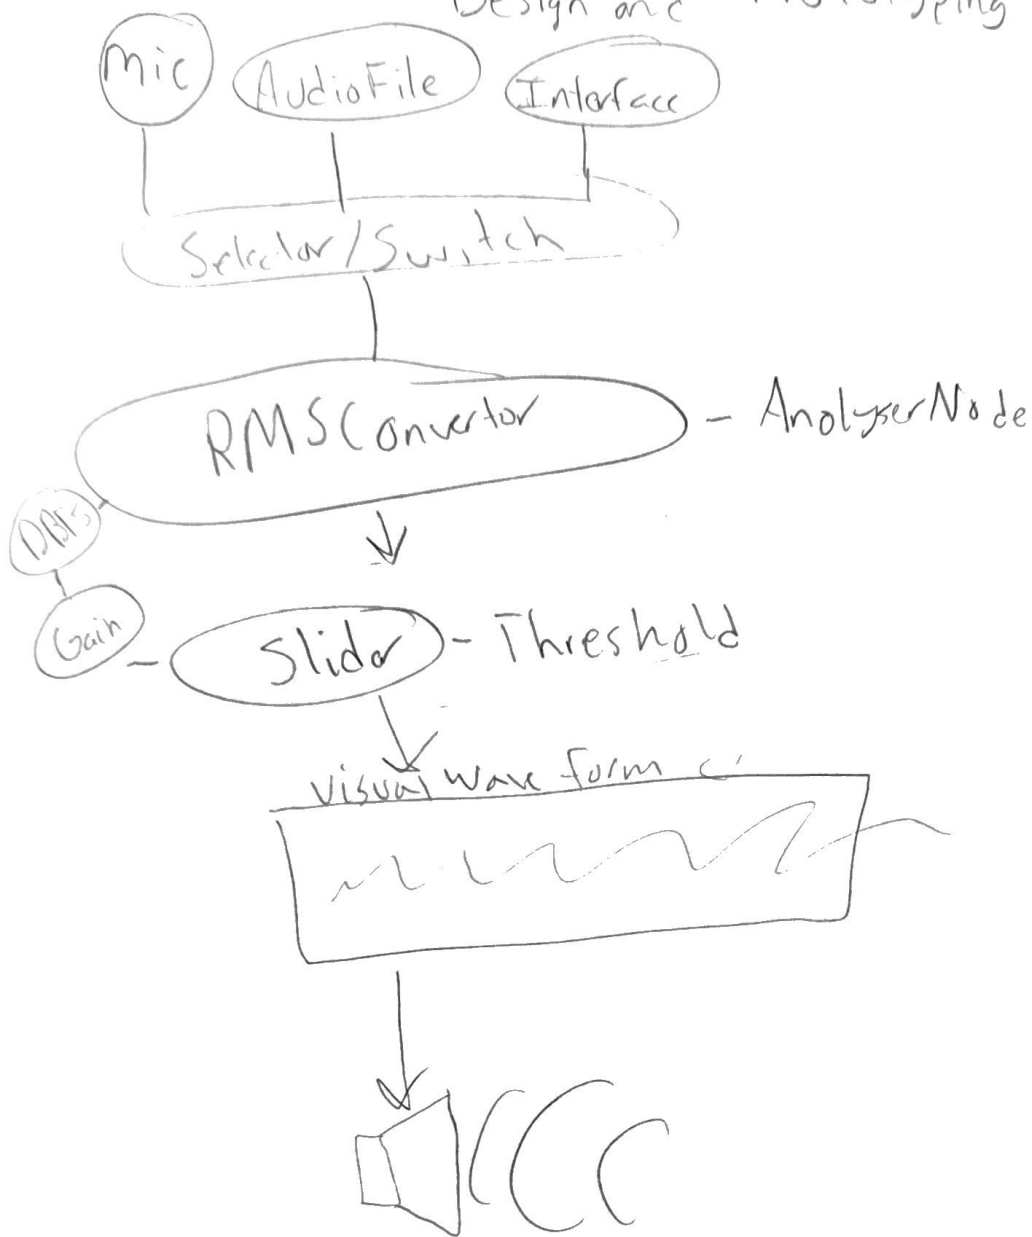 Design and Prototyping
Mic
AudioFile
Interface
Selector/Switch
RMSConvertor
- AnalyserNode
DBFS
Gain
Slider
- Threshold
Visual Wave form